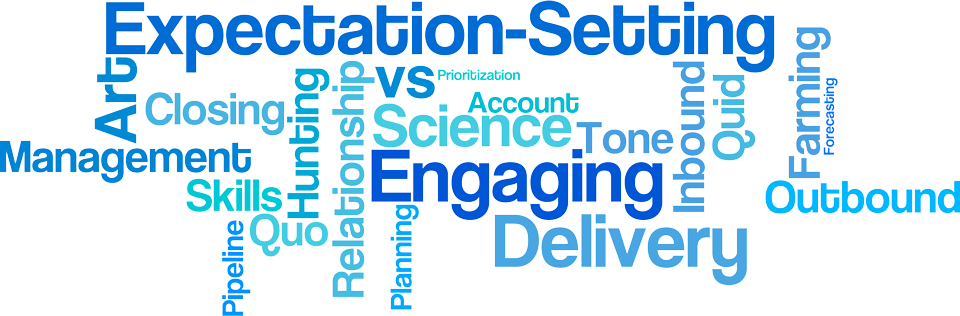 Expectation-Setting
Art
vs
Prioritization
Farming
Forecasting
Closing.
Hunting
Relationship
Account
Science
Tone
Inbound
Quid
Management
Engaging
Skills
Outbound
Quo
Planning
Delivery
Pipeline